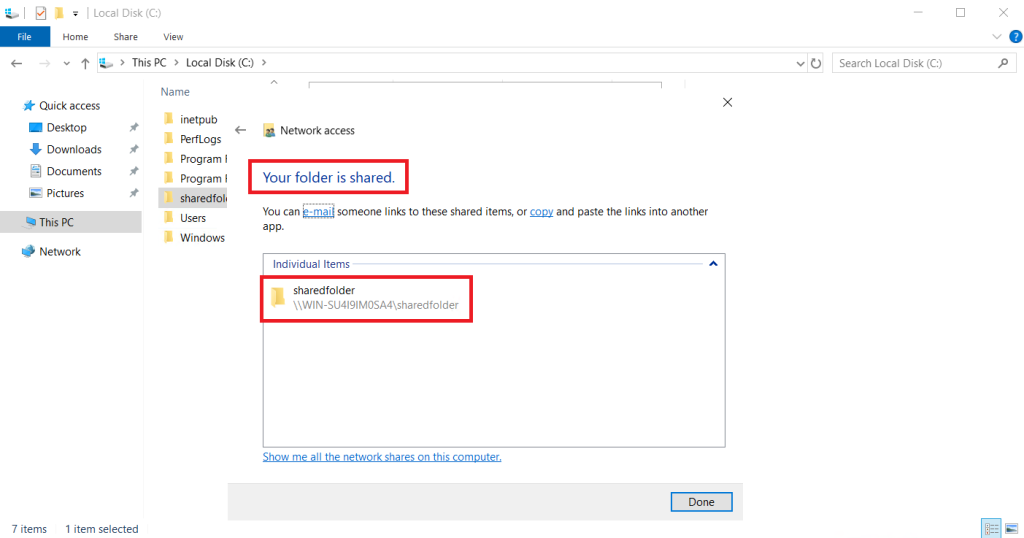 Local Disk (C:)
File Home Share View
This PC Local Disk (C:) Search Local Disk (C:)
Name
Quick access
Desktop
Downloads
Documents
Pictures
This PC
Network
inetpub
PerfLogs
Program F
Program F
sharedfol
Users
Windows
Network access
Your folder is shared.
You can e-mail someone links to these shared items, or copy and paste the links into another
app.
Individual Items
sharedfolder
\\WIN-SU4I9IM0SA4\sharedfolder
Show me all the network shares on this computer.
Done
7 items 1 item selected